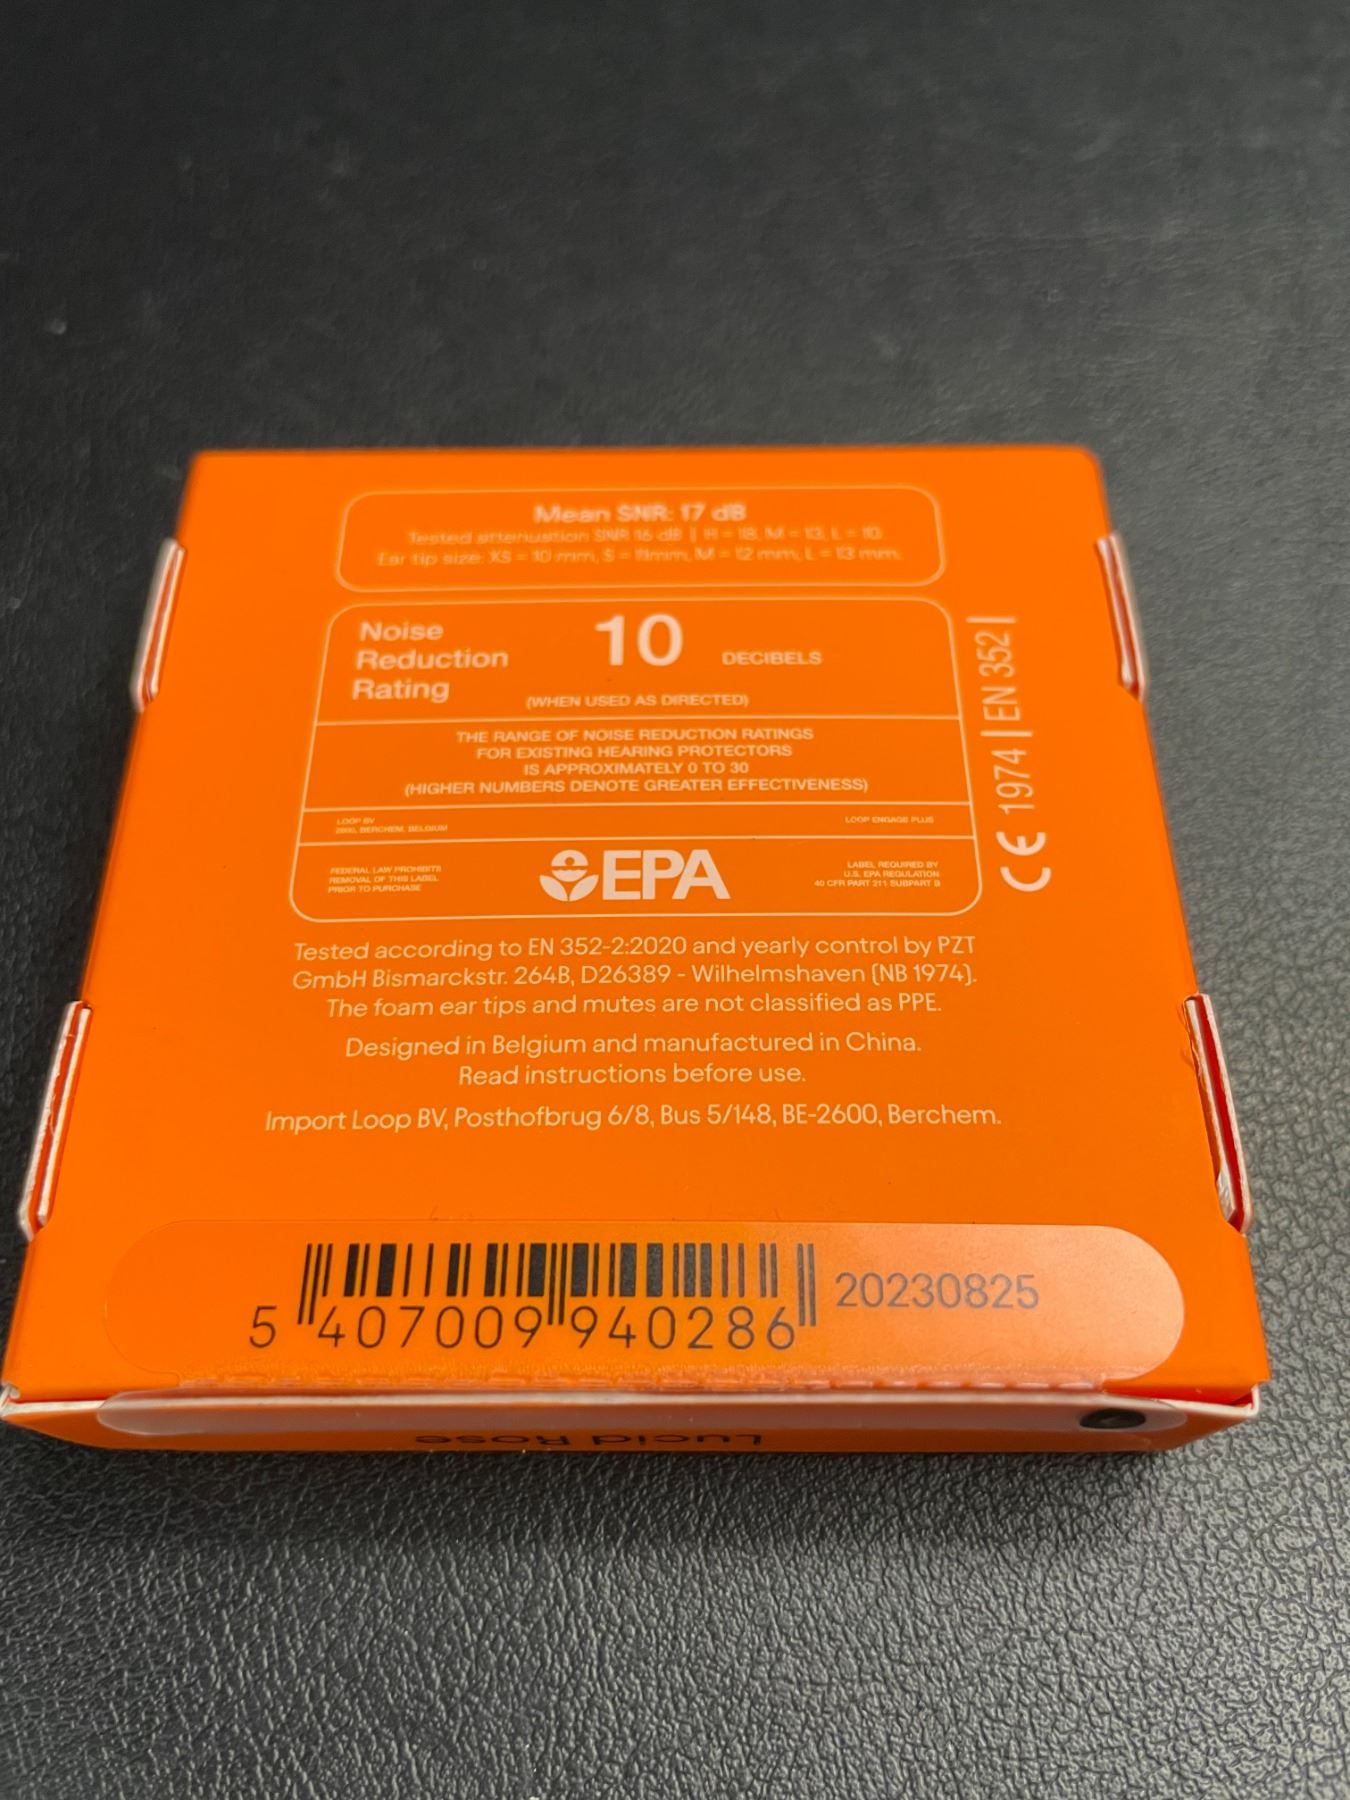 Mean SNR: 17 dB
Tested attenuation SNR 16 dB | H = 18, M = 13, L = 10
Ear tip size: XS = 10 mm, S = 11mm, M = 12 mm, L = 13 mm
Noise
Reduction
Rating
10 DECIBELS
(WHEN USED AS DIRECTED)
THE RANGE OF NOISE REDUCTION RATINGS
FOR EXISTING HEARING PROTECTORS
IS APPROXIMATELY 0 TO 30
(HIGHER NUMBERS DENOTE GREATER EFFECTIVENESS)
LOOP BV
2600, BERCHEM, BELGIUM
LOOP ENGAGE PLUS
FEDERAL LAW PROHIBITS
REMOVAL OF THIS LABEL
PRIOR TO PURCHASE
EPA
LABEL REQUIRED BY
U.S. EPA REGULATION
40 CFR PART 211 SUBPART B
CE 1974 | EN 352 |
Tested according to EN 352-2:2020 and yearly control by PZT
GmbH Bismarckstr. 264B, D26389 - Wilhelmshaven (NB 1974).
The foam ear tips and mutes are not classified as PPE.
Designed in Belgium and manufactured in China.
Read instructions before use.
Import Loop BV, Posthofbrug 6/8, Bus 5/148, BE-2600, Berchem.
20230825
5 407009 940286
Lucid Rose